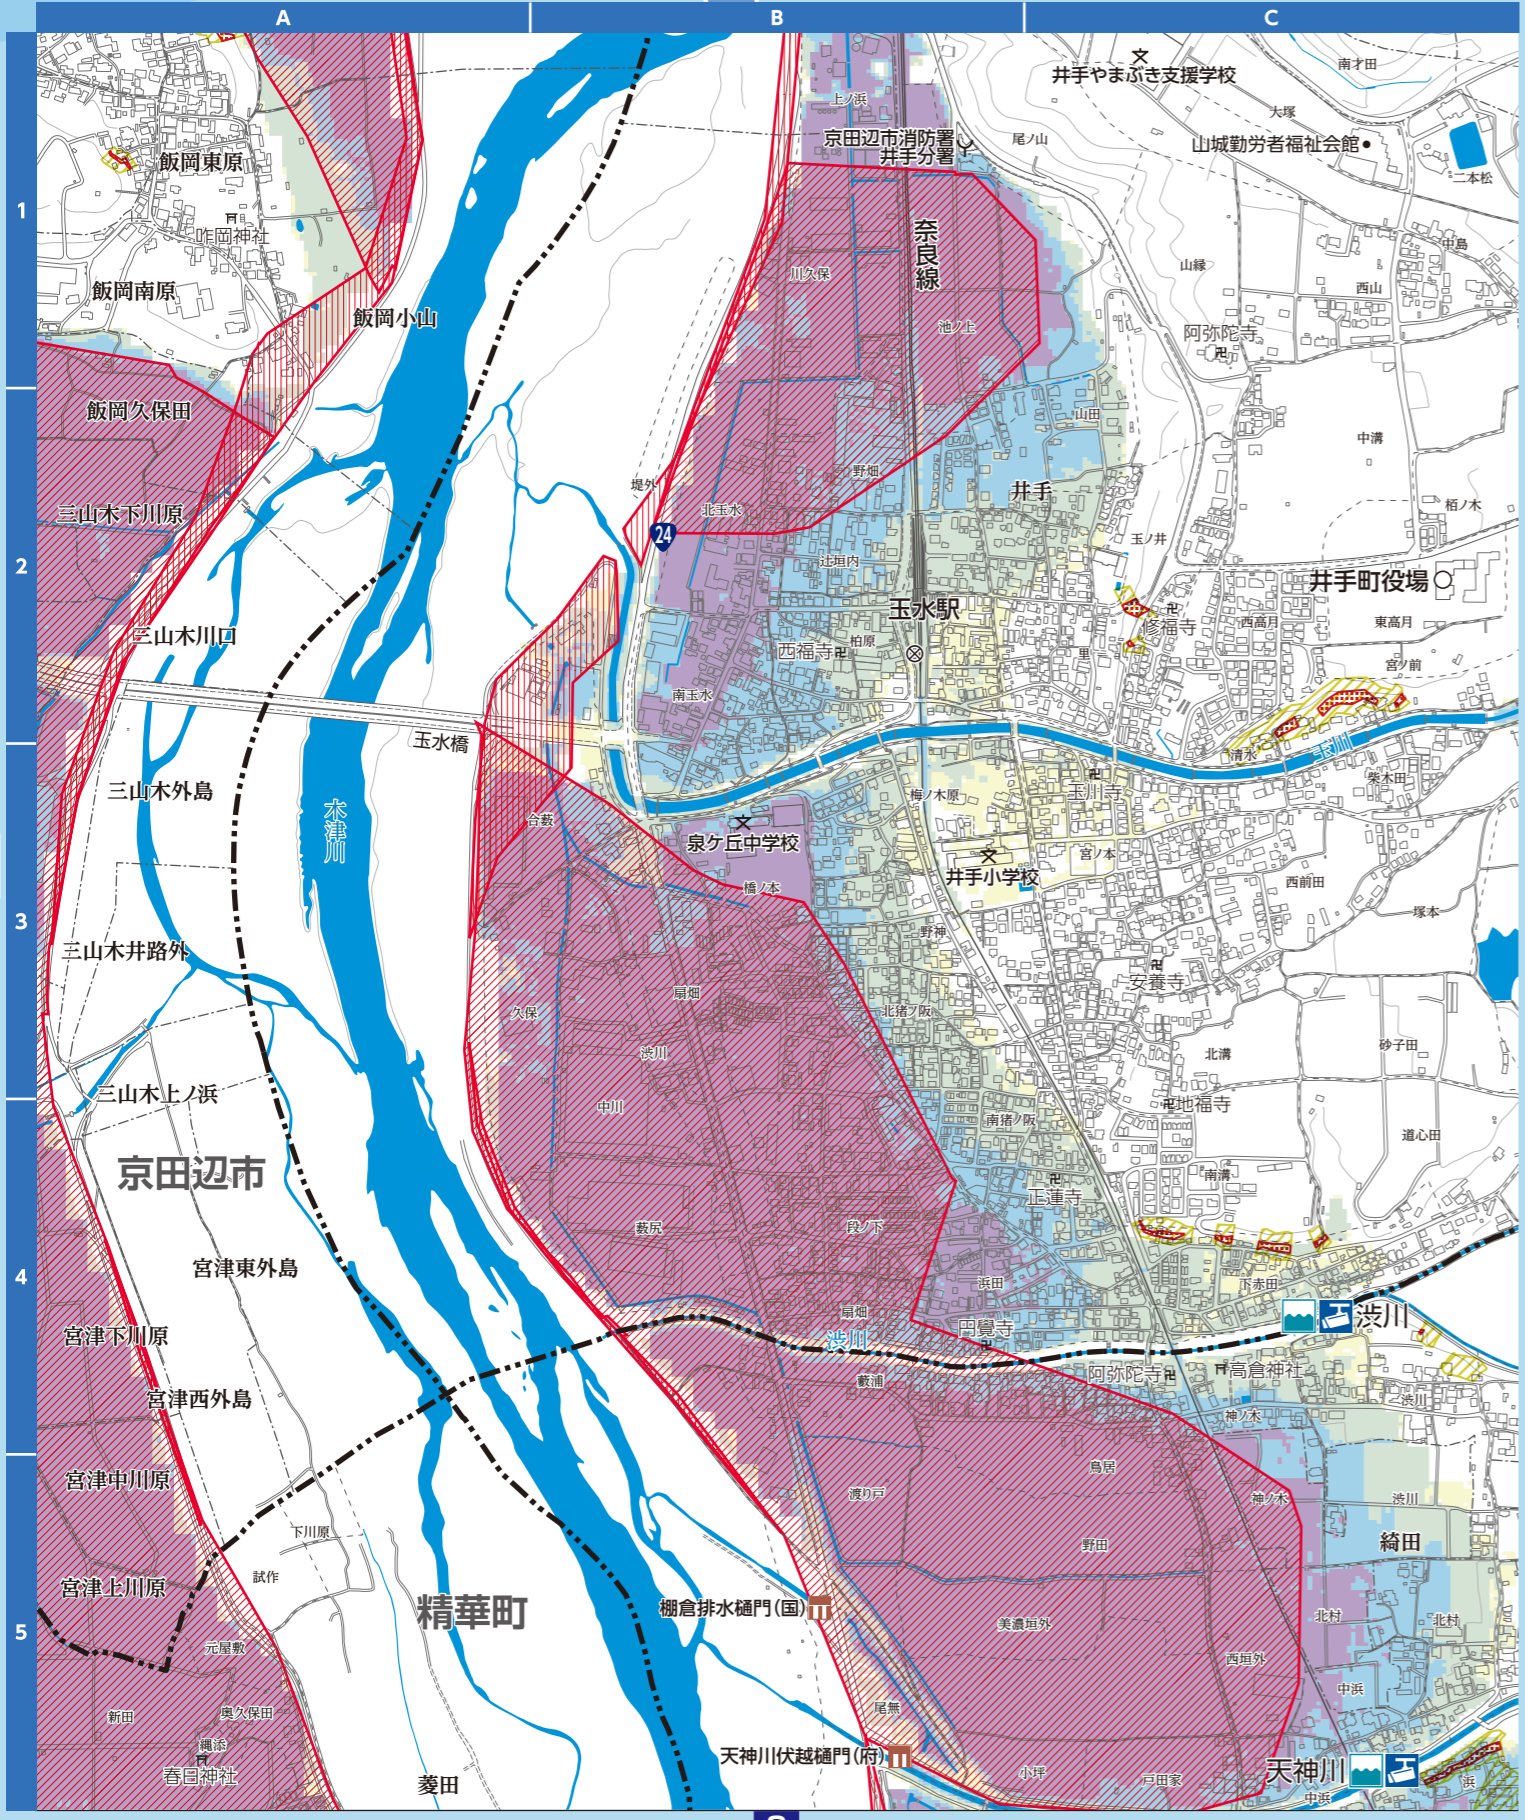 A
B
C
1
2
3
4
5
南才田
井手やまぶき支援学校
大塚
上ノ浜
京田辺市消防署
井手分署
尾ノ山
山城勤労者福祉会館
二本松
飯岡東原
咋岡神社
奈良線
中島
山縁
川久保
西山
飯岡南原
飯岡小山
池ノ上
阿弥陀寺
飯岡久保田
山田
中溝
野畑
堤外
井手
北玉水
栢ノ木
三山木下川原
24
玉ノ井
辻垣内
井手町役場
玉水駅
三山木川口
修福寺
西高月
東高月
西福寺
柏原
里
宮ノ前
南玉水
玉水橋
清水
玉川
柴木田
三山木外島
梅ノ木原
玉川寺
木津川
合薮
泉ケ丘中学校
宮ノ本
井手小学校
西前田
橋ノ本
塚本
野神
三山木井路外
安養寺
扇畑
久保
北猪ノ阪
砂子田
渋川
北溝
三山木上ノ浜
中川
地福寺
南猪ノ阪
道心田
京田辺市
南溝
正蓮寺
薮尻
段ノ下
宮津東外島
浜田
下赤田
扇畑
渋川
宮津下川原
渋川
円覺寺
阿弥陀寺
高倉神社
藪浦
宮津西外島
渋川
神ノ木
鳥居
宮津中川原
渡り戸
神ノ木
渋川
下川原
綺田
野田
試作
宮津上川原
精華町
棚倉排水樋門(国)
美濃垣外
北村
北村
元屋敷
西垣外
中浜
新田
奥久保田
尾無
縄添
春日神社
天神川伏越樋門(府)
小坪
戸田家
天神川
浜
菱田
中浜